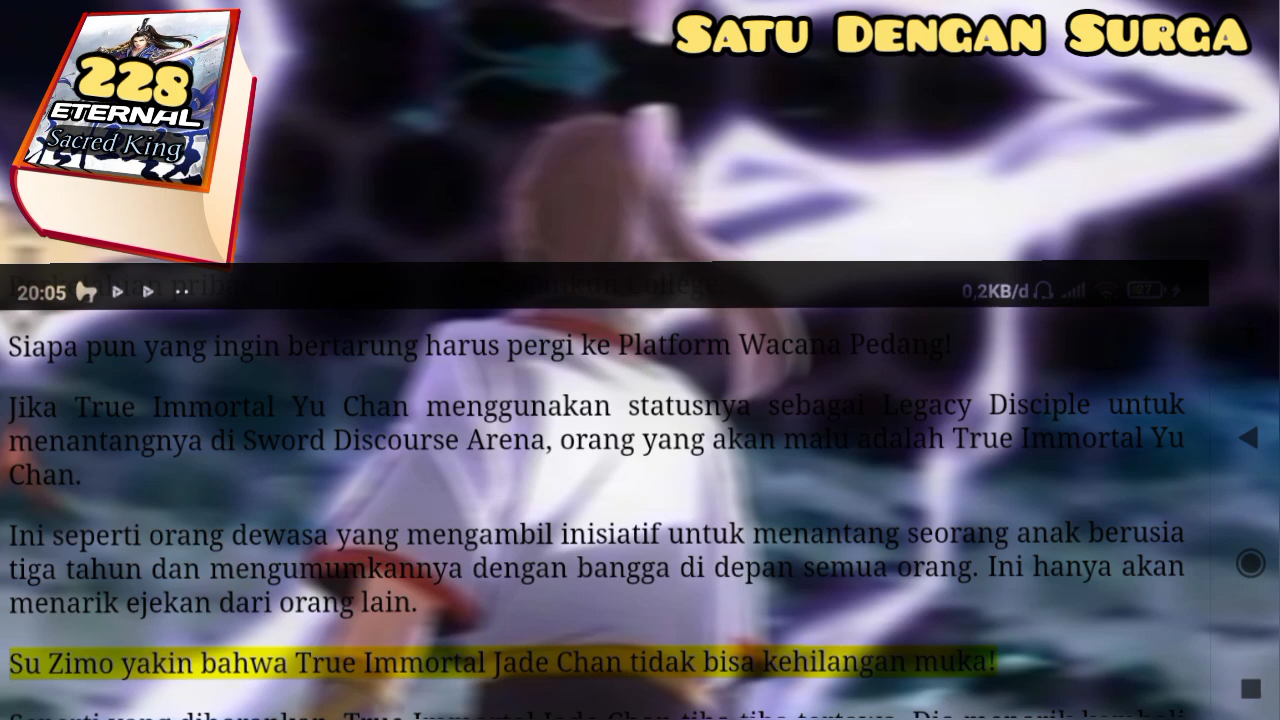 SATU DENGAN SURGA
228
ETERNAL
Sacred King
20:05
0,2KB/d
27
Siapa pun yang ingin bertarung harus pergi ke Platform Wacana Pedang!
Jika True Immortal Yu Chan menggunakan statusnya sebagai Legacy Disciple untuk
menantangnya di Sword Discourse Arena, orang yang akan malu adalah True Immortal Yu
Chan.
Ini seperti orang dewasa yang mengambil inisiatif untuk menantang seorang anak berusia
tiga tahun dan mengumumkannya dengan bangga di depan semua orang. Ini hanya akan
menarik ejekan dari orang lain.
Su Zimo yakin bahwa True Immortal Jade Chan tidak bisa kehilangan muka!